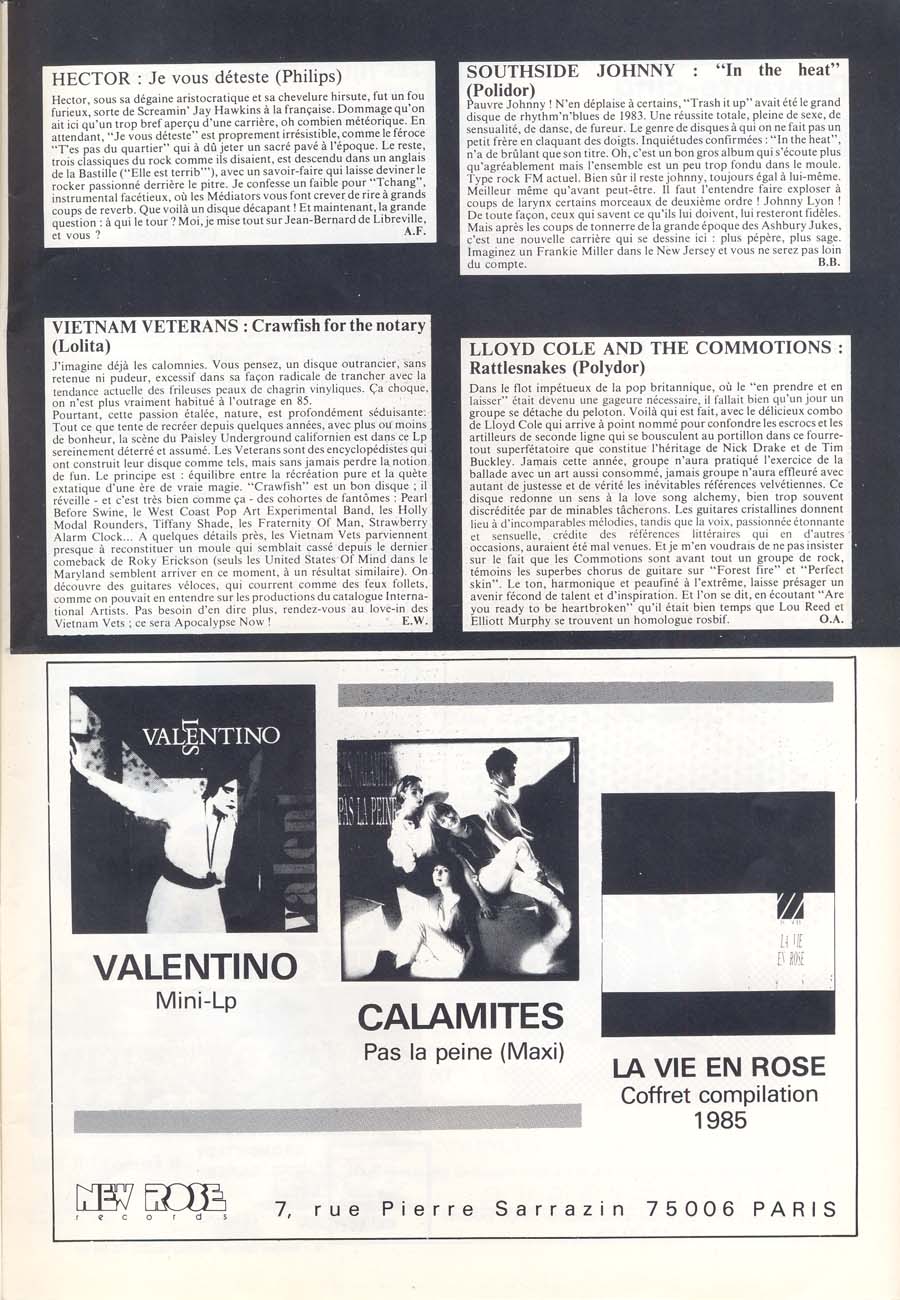 HECTOR : Je vous déteste (Philips)
Hector, sous sa dégaine aristocratique et sa chevelure hirsute, fut un fou
furieux, sorte de Screamin' Jay Hawkins à la française. Dommage qu'on
ait ici qu'un trop bref aperçu d'une carrière, oh combien météorique. En
attendant, "Je vous déteste" est proprement irrésistible, comme le féroce
"T'es pas du quartier" qui à dû jeter un sacré pavé à l'époque. Le reste,
trois classiques du rock comme ils disaient, est descendu dans un anglais
de la Bastille ("Elle est terrib'"), avec un savoir-faire qui laisse deviner le
rocker passionné derrière le pitre. Je confesse un faible pour "Tchang",
instrumental facétieux, où les Médiators vous font crever de rire à grands
coups de reverb. Que voilà un disque décapant ! Et maintenant, la grande
question : à qui le tour ? Moi, je mise tout sur Jean-Bernard de Libreville,
et vous ? A.F.
SOUTHSIDE JOHNNY : "In the heat"
(Polidor)
Pauvre Johnny ! N'en déplaise à certains, "Trash it up" avait été le grand
disque de rhythm'n'blues de 1983. Une réussite totale, pleine de sexe, de
sensualité, de danse, de fureur. Le genre de disques à qui on ne fait pas un
petit frère en claquant des doigts. Inquiétudes confirmées : "In the heat",
n'a de brûlant que son titre. Oh, c'est un bon gros album qui s'écoute plus
qu'agréablement mais l'ensemble est un peu trop fondu dans le moule.
Type rock FM actuel. Bien sûr il reste johnny, toujours égal à lui-même.
Meilleur même qu'avant peut-être. Il faut l'entendre faire exploser à
coups de larynx certains morceaux de deuxième ordre ! Johnny Lyon !
De toute façon, ceux qui savent ce qu'ils lui doivent, lui resteront fidèles.
Mais après les coups de tonnerre de la grande époque des Ashbury Jukes,
c'est une nouvelle carrière qui se dessine ici : plus pépère, plus sage.
Imaginez un Frankie Miller dans le New Jersey et vous ne serez pas loin
du compte. B.B.
VIETNAM VETERANS : Crawfish for the notary
(Lolita)
J'imagine déjà les calomnies. Vous pensez, un disque outrancier, sans
retenue ni pudeur, excessif dans sa façon radicale de trancher avec la
tendance actuelle des frileuses peaux de chagrin vinyliques. Ça choque,
on n'est plus vraiment habitué à l'outrage en 85.
Pourtant, cette passion étalée, nature, est profondément séduisante:
Tout ce que tente de recréer depuis quelques années, avec plus ou moins
de bonheur, la scène du Paisley Underground californien est dans ce Lp
sereinement déterré et assumé. Les Veterans sont des encyclopédistes qui
ont construit leur disque comme tels, mais sans jamais perdre la notion
de fun. Le principe est : équilibre entre la récréation pure et la quête
extatique d'une ère de vraie magie. "Crawfish" est un bon disque ; il
réveille - et c'est très bien comme ça - des cohortes de fantômes : Pearl
Before Swine, le West Coast Pop Art Experimental Band, les Holly
Modal Rounders, Tiffany Shade, les Fraternity Of Man, Strawberry
Alarm Clock... A quelques détails près, les Vietnam Vets parviennent
presque à reconstituer un moule qui semblait cassé depuis le dernier
comeback de Roky Erickson (seuls les United States Of Mind dans le
Maryland semblent arriver en ce moment, à un résultat similaire). On
découvre des guitares véloces, qui courrent comme des feux follets,
comme on pouvait en entendre sur les productions du catalogue Interna-
tional Artists. Pas besoin d'en dire plus, rendez-vous au love-in des
Vietnam Vets ; ce sera Apocalypse Now ! E.W.
LLOYD COLE AND THE COMMOTIONS :
Rattlesnakes (Polydor)
Dans le flot impétueux de la pop britannique, où le "en prendre et en
laisser" était devenu une gageure nécessaire, il fallait bien qu'un jour un
groupe se détache du peloton. Voilà qui est fait, avec le délicieux combo
de Lloyd Cole qui arrive à point nommé pour confondre les escrocs et les
artilleurs de seconde ligne qui se bousculent au portillon dans ce fourre-
tout superfétatoire que constitue l'héritage de Nick Drake et de Tim
Buckley. Jamais cette année, groupe n'aura pratiqué l'exercice de la
ballade avec un art aussi consommé, jamais groupe n'aura effleuré avec
autant de justesse et de vérité les inévitables références velvétiennes. Ce
disque redonne un sens à la love song alchemy, bien trop souvent
discréditée par de minables tâcherons. Les guitares cristallines donnent
lieu à d'incomparables mélodies, tandis que la voix, passionnée étonnante
et sensuelle, crédite des références littéraires qui en d'autres
occasions, auraient été mal venues. Et je m'en voudrais de ne pas insister
sur le fait que les Commotions sont avant tout un groupe de rock,
témoins les superbes chorus de guitare sur "Forest fire" et "Perfect
skin". Le ton, harmonique et peaufiné à l'extrême, laisse présager un
avenir fécond de talent et d'inspiration. Et l'on se dit, en écoutant "Are
you ready to be heartbroken" qu'il était bien temps que Lou Reed et
Elliott Murphy se trouvent un homologue rosbif. O.A.
VALENTINO
IS
valent
VALENTINO
Mini-Lp
LES CALAMITES
PAS LA PEINE
CALAMITES
Pas la peine (Maxi)
LA VIE
EN ROSE
LA VIE EN ROSE
Coffret compilation
1985
NEW ROSE
records
7, rue Pierre Sarrazin 75006 PARIS